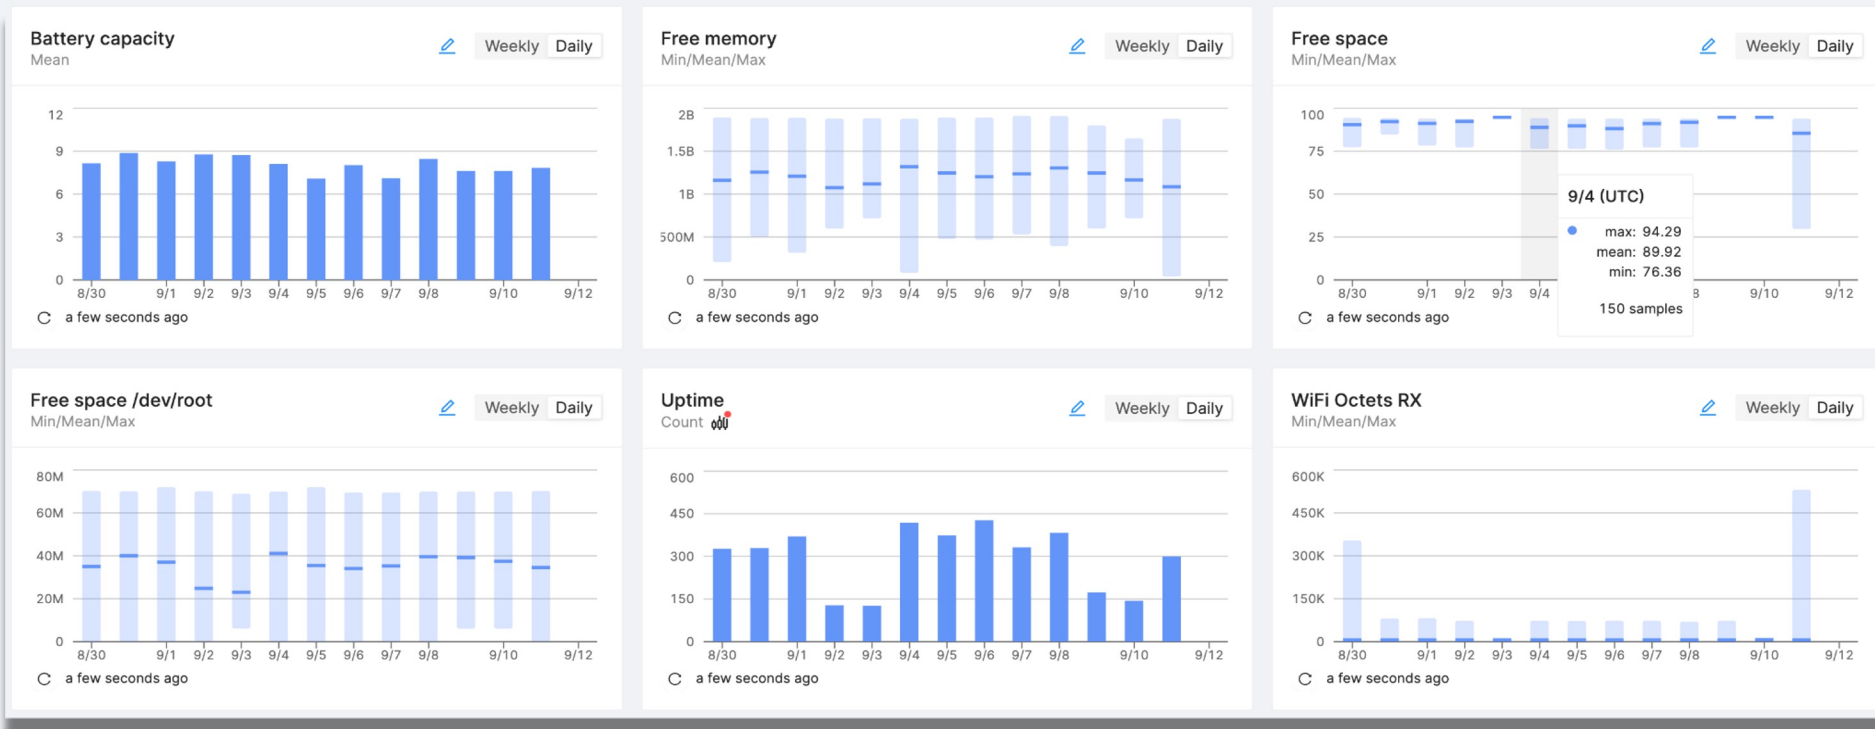 Battery capacity
Mean
Weekly Daily
12
9
6
3
0
8/30 9/1 9/2 9/3 9/4 9/5 9/6 9/7 9/8 9/10 9/12
a few seconds ago
Free memory
Min/Mean/Max
Weekly Daily
2B
1.5B
1B
500M
0
8/30 9/1 9/2 9/3 9/4 9/5 9/6 9/7 9/8 9/10 9/12
a few seconds ago
Free space
Min/Mean/Max
Weekly Daily
100
75
50
25
0
8/30 9/1 9/2 9/3 9/4 8 9/10 9/12
9/4 (UTC)
max: 94.29
mean: 89.92
min: 76.36
150 samples
a few seconds ago
Free space /dev/root
Min/Mean/Max
Weekly Daily
80M
60M
40M
20M
0
8/30 9/1 9/2 9/3 9/4 9/5 9/6 9/7 9/8 9/10 9/12
a few seconds ago
Uptime
Count
Weekly Daily
600
450
300
150
0
8/30 9/1 9/2 9/3 9/4 9/5 9/6 9/7 9/8 9/10 9/12
a few seconds ago
WiFi Octets RX
Min/Mean/Max
Weekly Daily
600K
450K
300K
150K
0
8/30 9/1 9/2 9/3 9/4 9/5 9/6 9/7 9/8 9/10 9/12
a few seconds ago